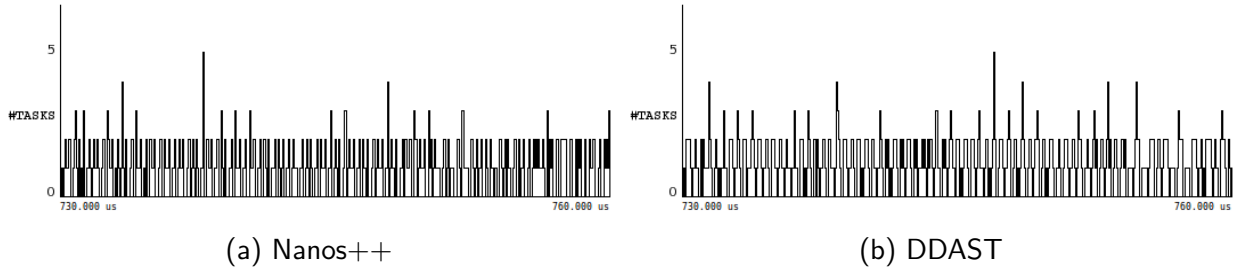 5
#TASKS
0
730.000 us 760.000 us
(a) Nanos++
5
#TASKS
0
730.000 us 760.000 us
(b) DDAST